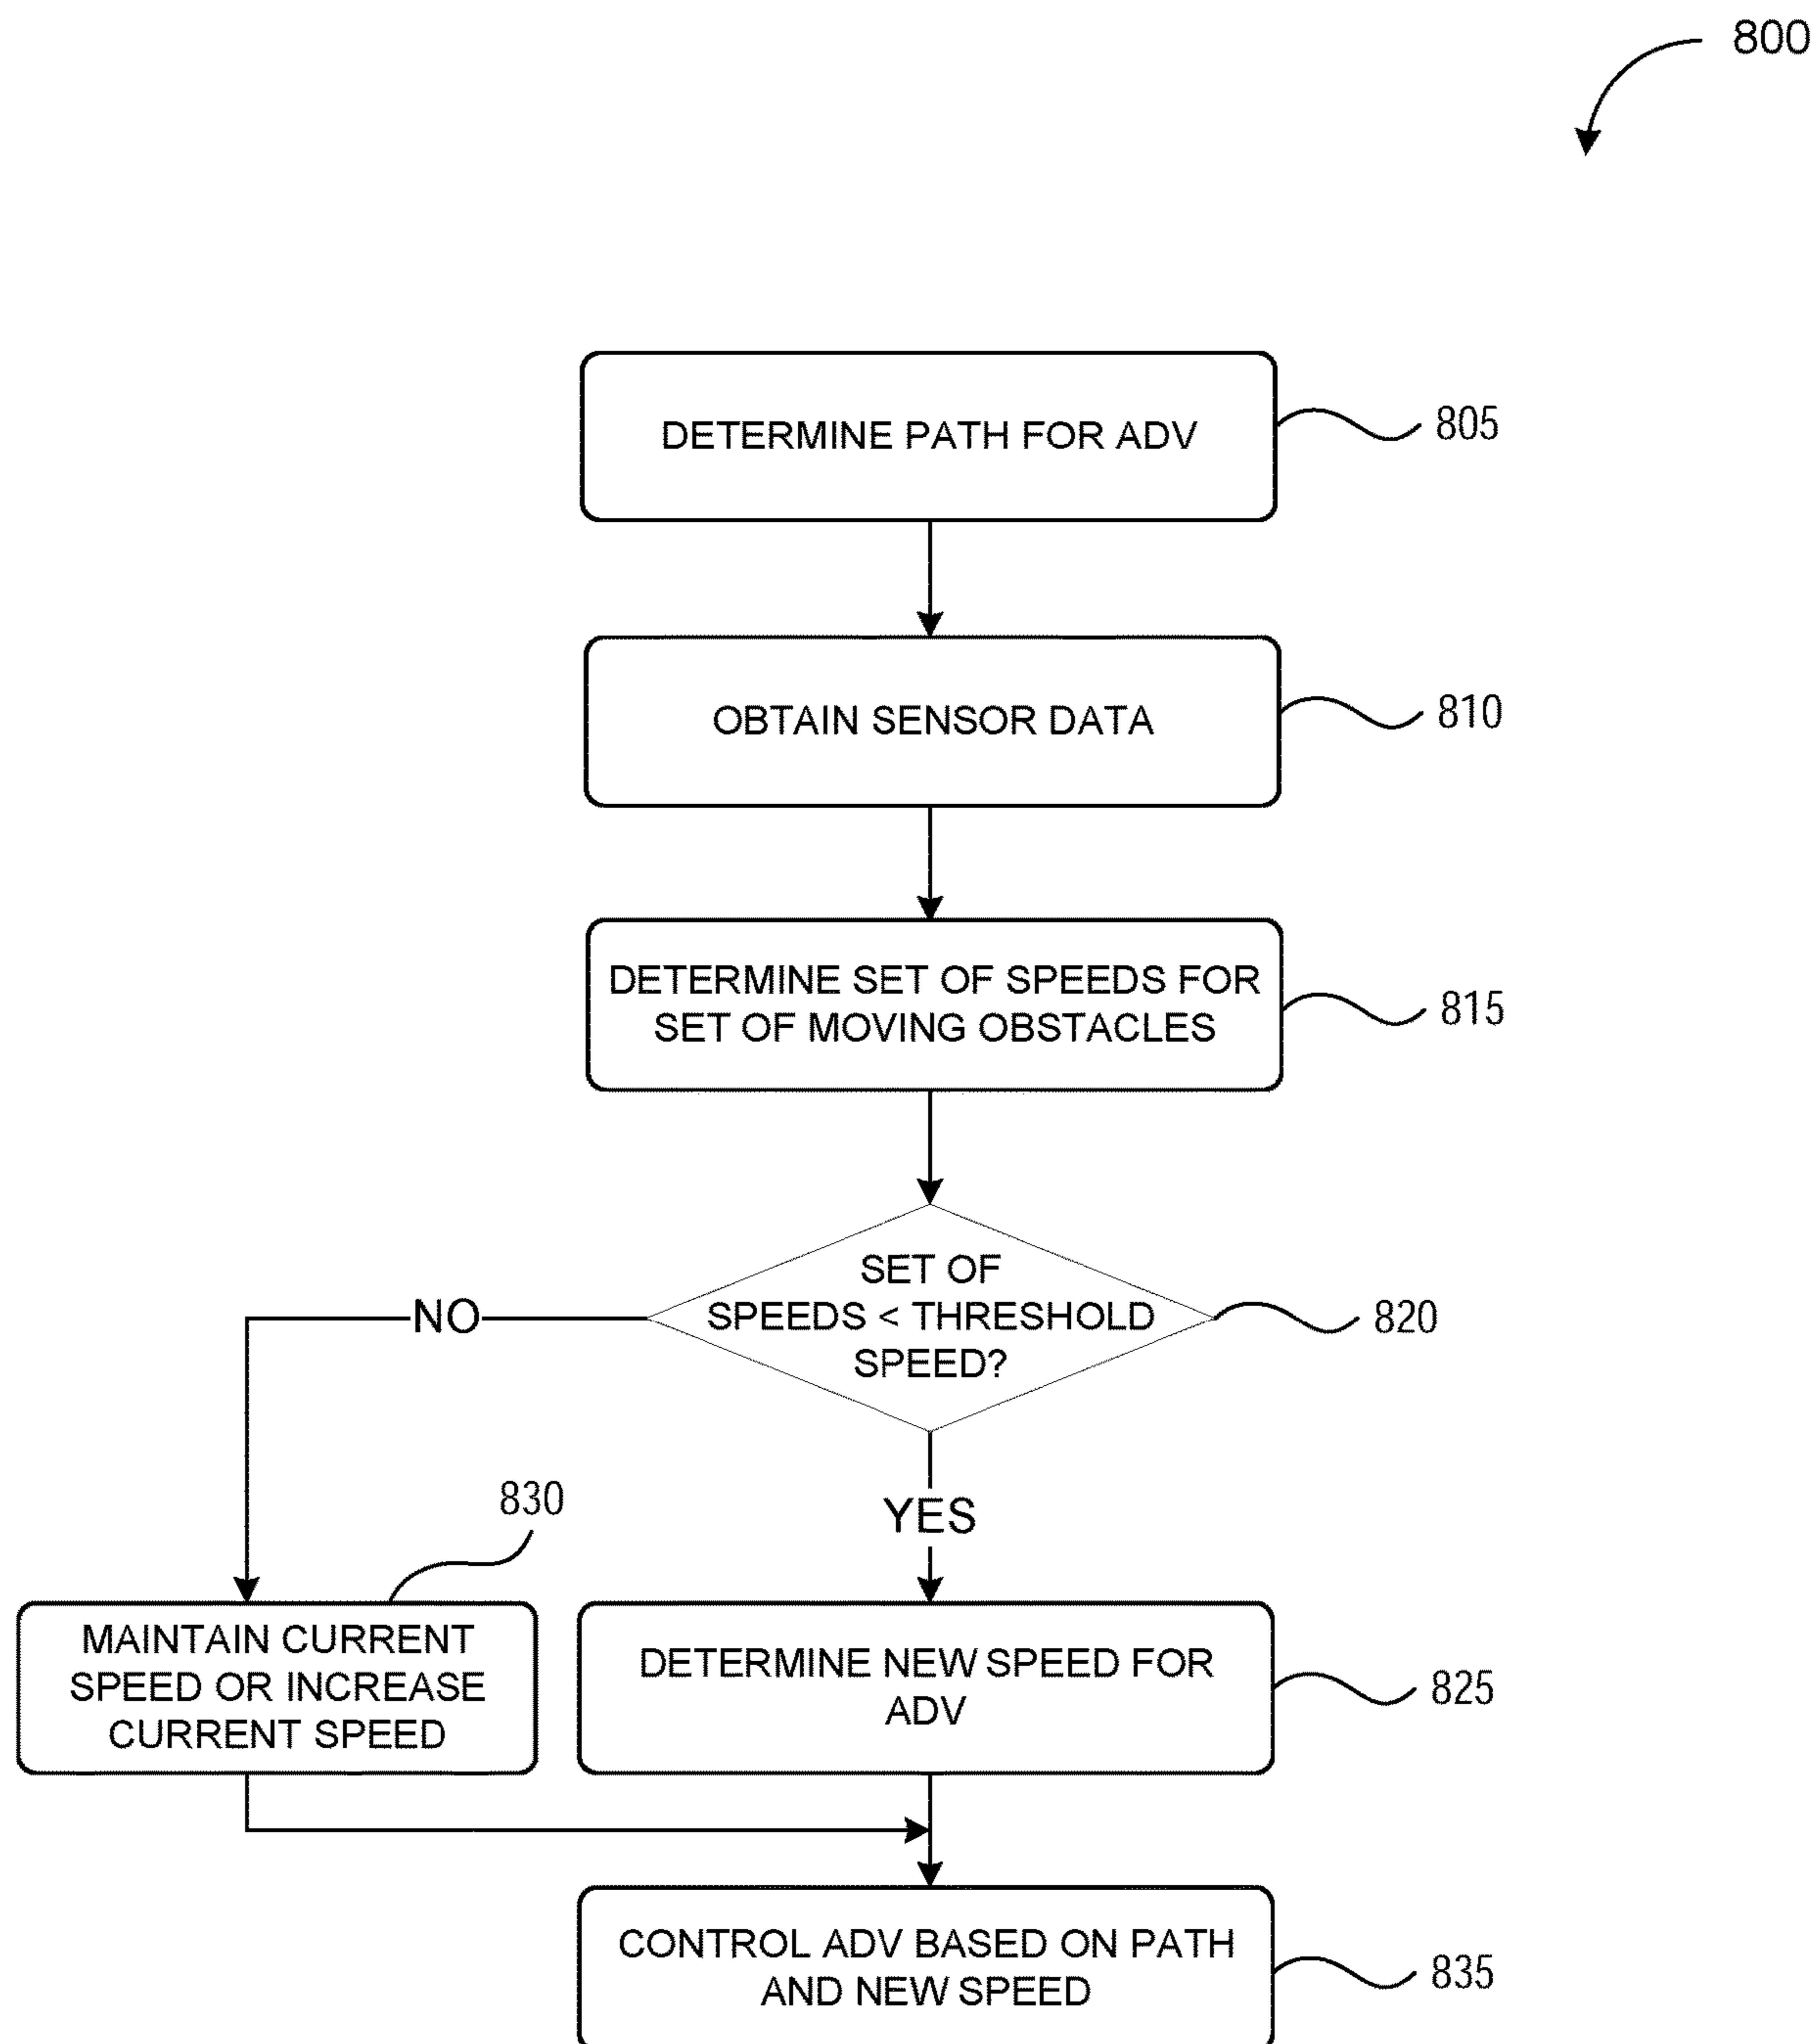 800
DETERMINE PATH FOR ADV
805
OBTAIN SENSOR DATA
810
DETERMINE SET OF SPEEDS FOR
SET OF MOVING OBSTACLES
815
SET OF
SPEEDS < THRESHOLD
SPEED?
820
NO
YES
830
MAINTAIN CURRENT
SPEED OR INCREASE
CURRENT SPEED
DETERMINE NEW SPEED FOR
ADV
825
CONTROL ADV BASED ON PATH
AND NEW SPEED
835